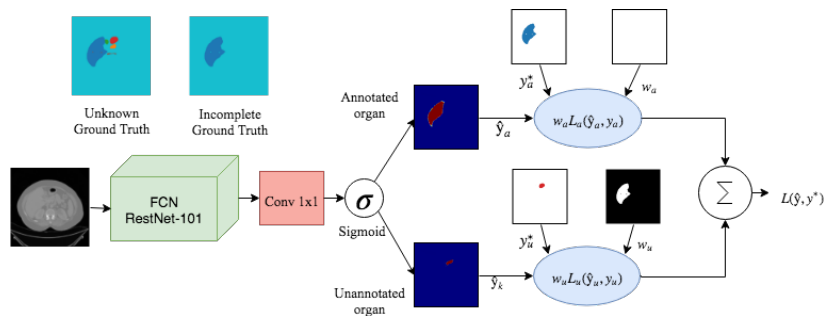 Unknown
Ground Truth
Incomplete
Ground Truth
FCN
RestNet-101
Conv 1x1
σ
Sigmoid
Annotated
organ
Unannotated
organ
ŷₐ
ŷₖ
y*ₐ
wₐ
wₐLₐ(ŷₐ, yₐ)
y*ᵤ
wᵤ
wᵤLᵤ(ŷᵤ, yᵤ)
∑
L(ŷ, y*)